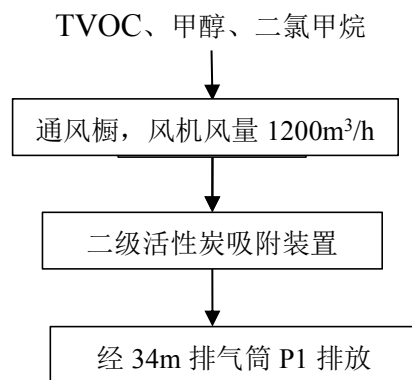 TVOC、甲醇、二氯甲烷
通风橱，风机风量 1200m³/h
二级活性炭吸附装置
经 34m 排气筒 P1 排放